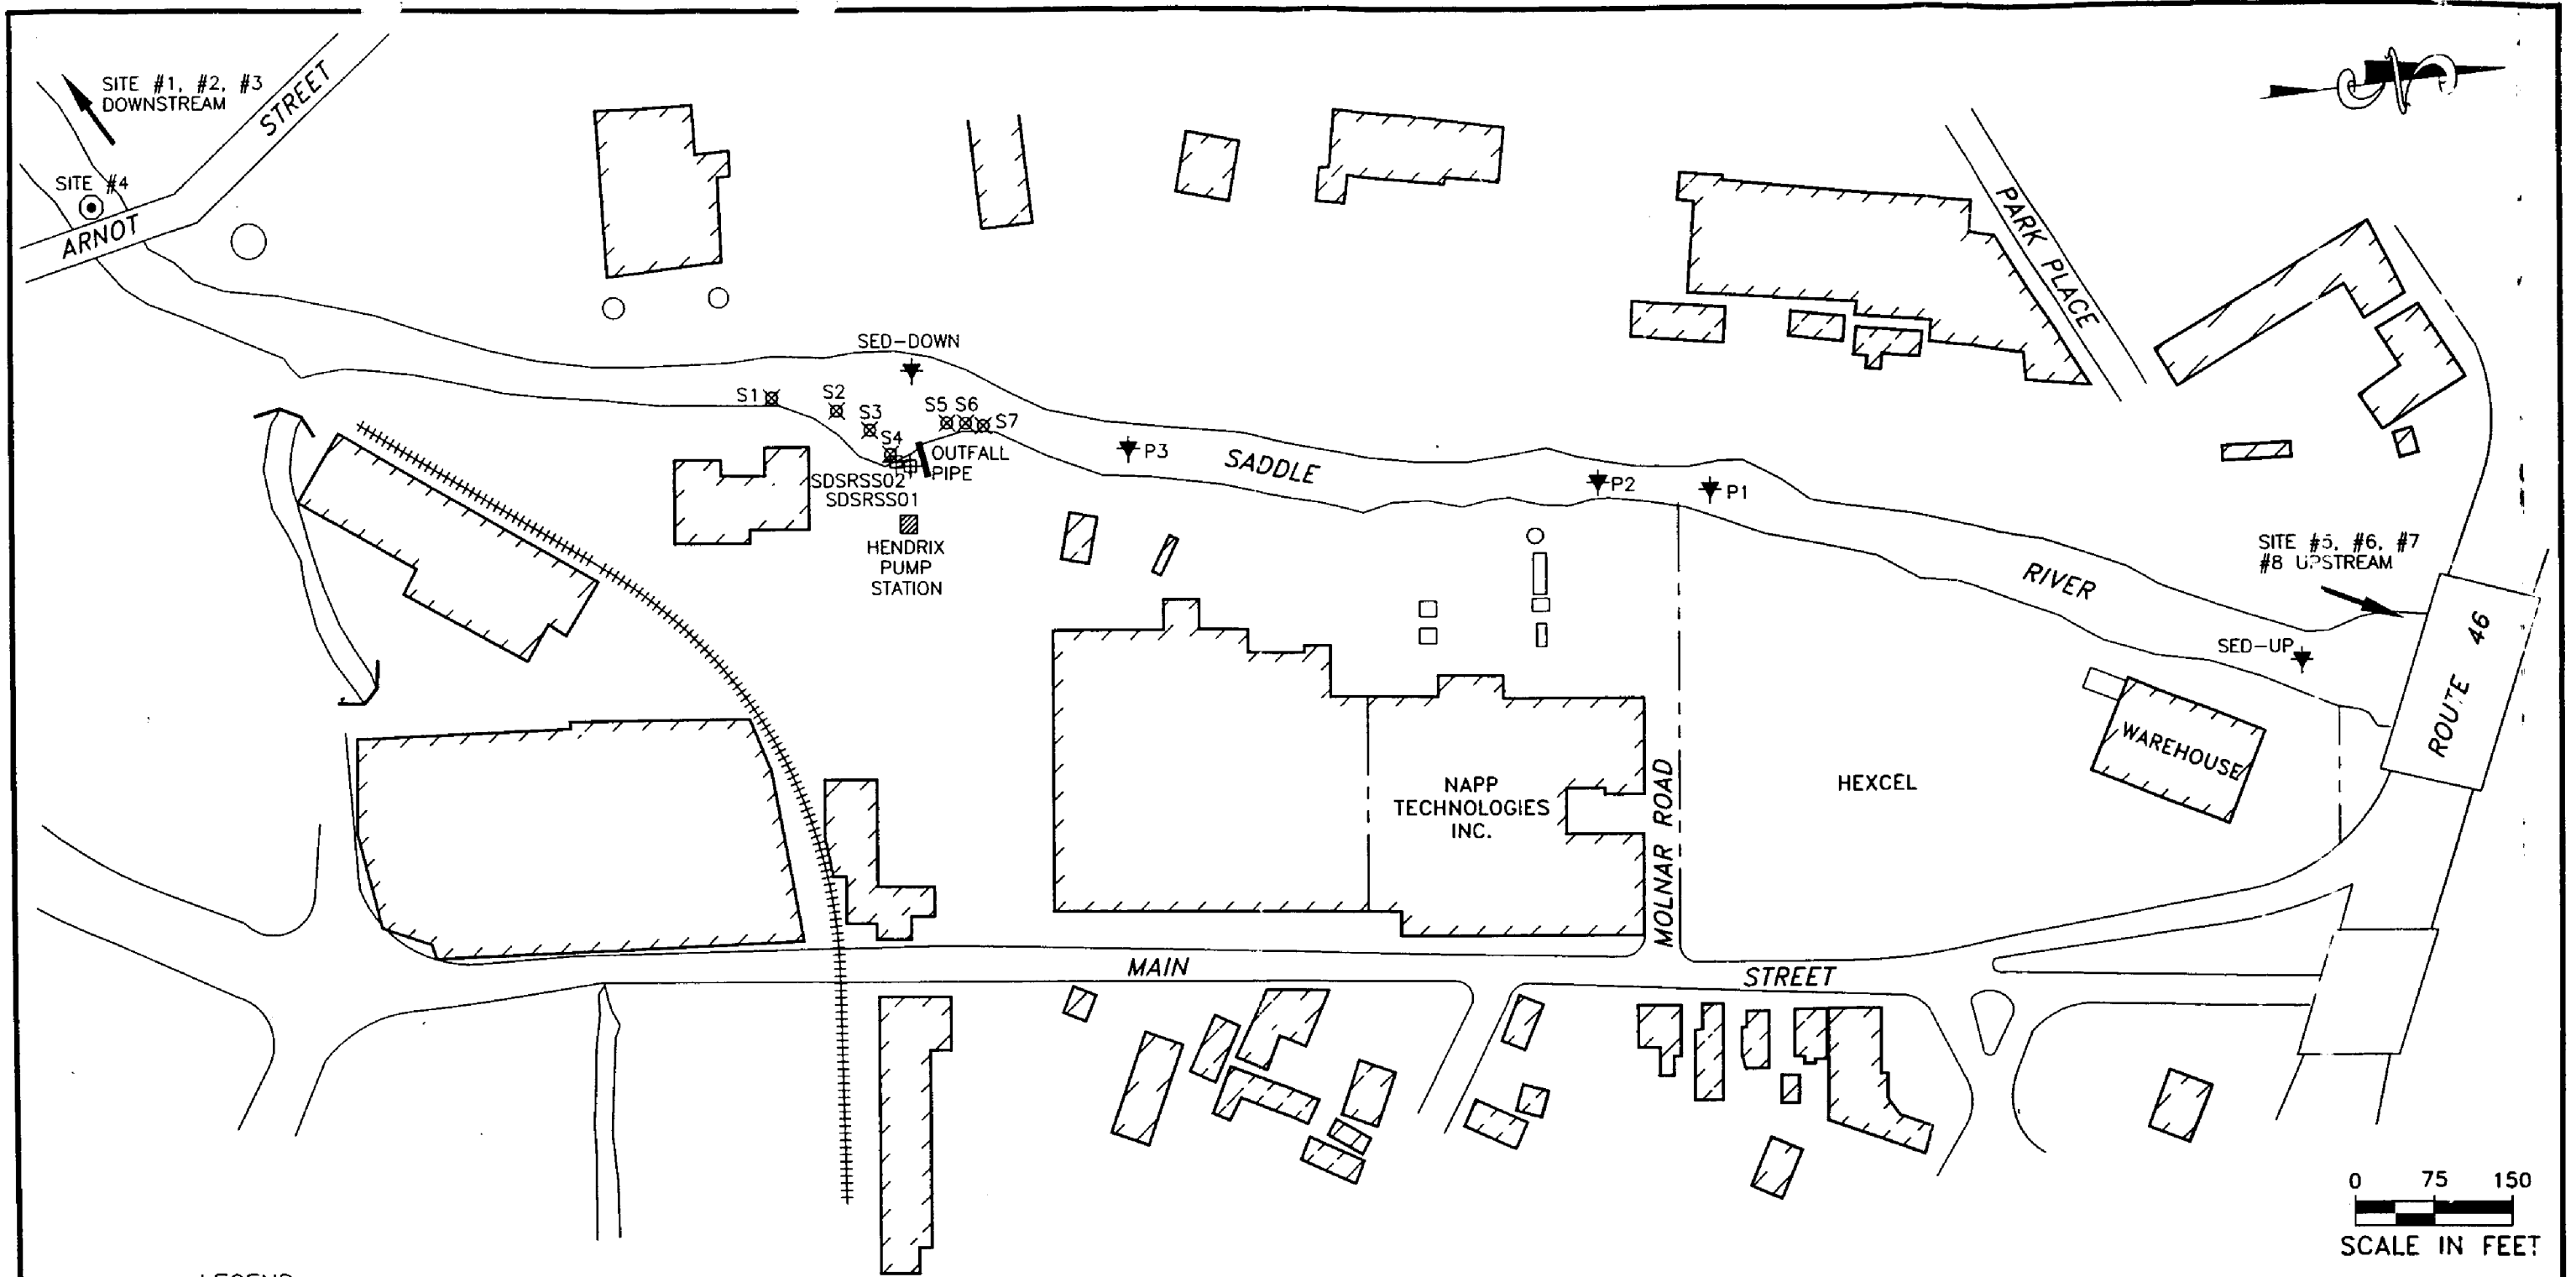 SITE #1, #2, #3
DOWNSTREAM
STREET
SITE #4
ARNOT
PARK PLACE
SED-DOWN
S1
S2
S3
S4
S5 S6
S7
OUTFALL
PIPE
SDSRSS02
SDSRSS01
P3
SADDLE
P2
P1
HENDRIX
PUMP
STATION
SITE #5, #6, #7
#8 UPSTREAM
RIVER
SED-UP
ROUTE 46
WAREHOUSE
NAPP
TECHNOLOGIES
INC.
MOLNAR ROAD
HEXCEL
MAIN
STREET
0 75 150
SCALE IN FEET